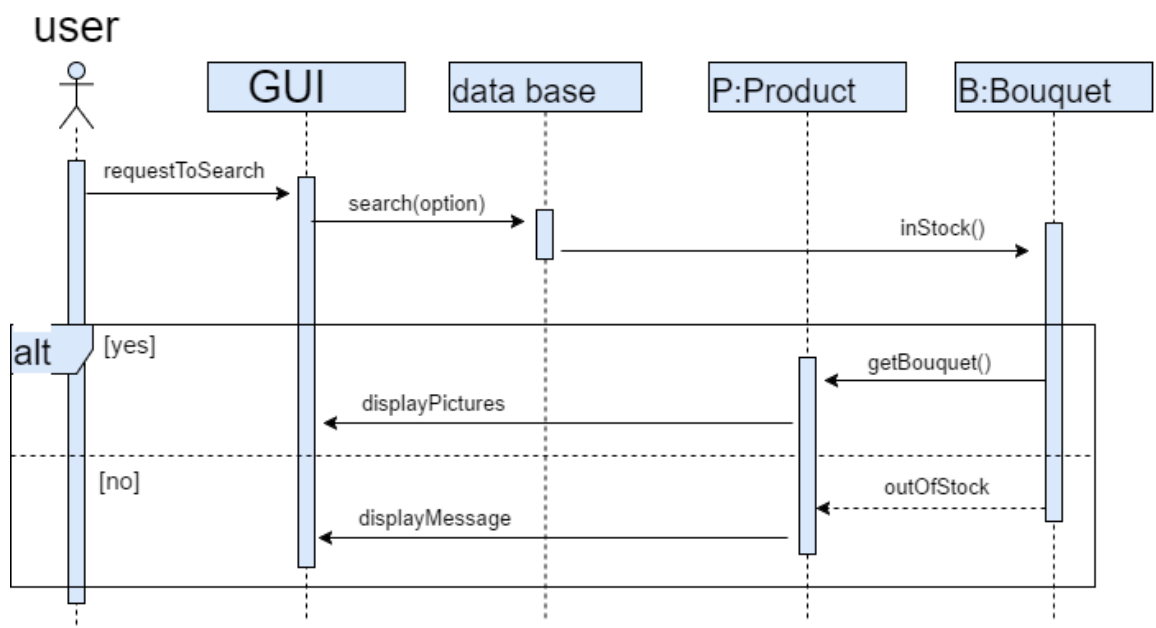 user
GUI
data base
P:Product
B:Bouquet
requestToSearch
search(option)
inStock()
alt
[yes]
getBouquet()
displayPictures
[no]
outOfStock
displayMessage